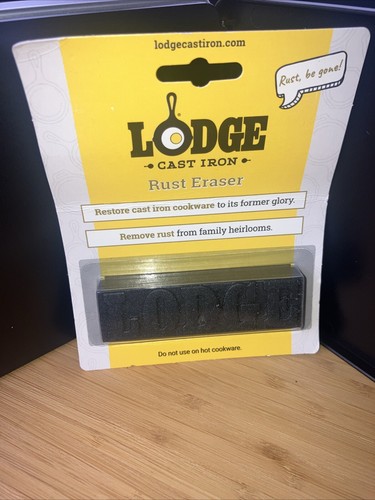 lodgecastiron.com
Rust, be gone!
LODGE
CAST IRON
Rust Eraser
Restore cast iron cookware to its former glory.
Remove rust from family heirlooms.
LODGE
Do not use on hot cookware.